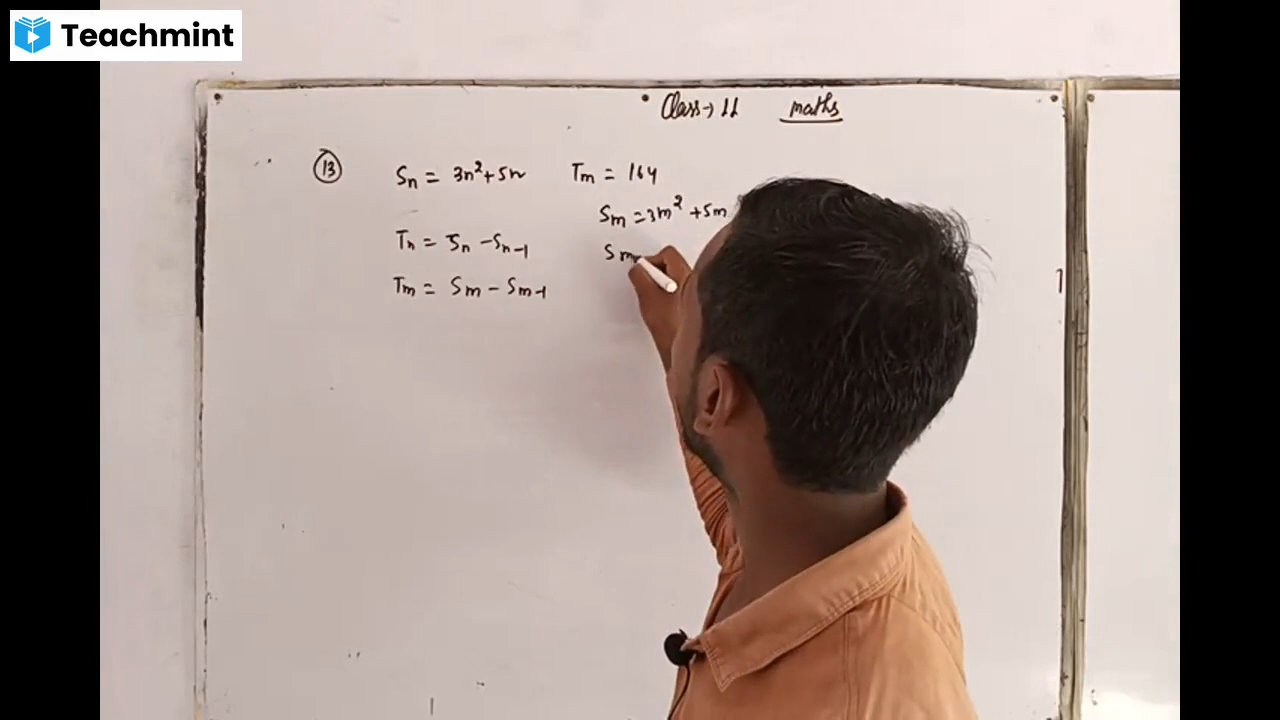 Teachmint
Class → 11 maths
13 Sn = 3n² + 5n Tm = 164
Sm = 3m² + 5m
Tn = Sn - Sn-1
Sm
Tm = Sm - Sm-1